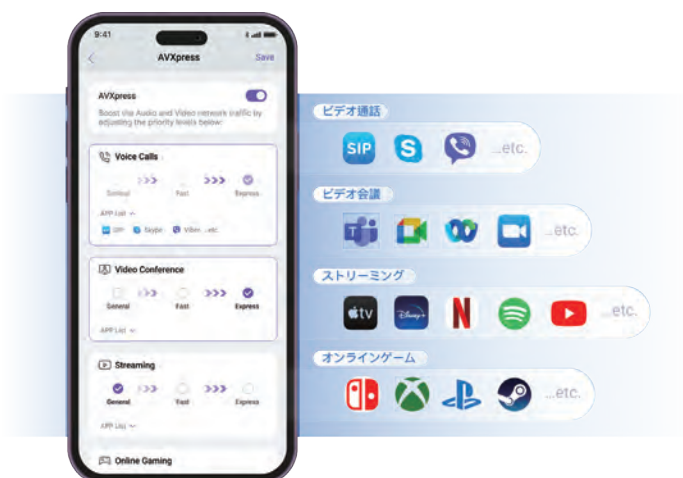 9:41
AVXpress
Save
AVXpress
Boost the Audio and Video network traffic by
adjusting the priority levels below:
Voice Calls
General
Fast
Express
APP List
SIP
Skype
Viber
...etc.
Video Conference
General
Fast
Express
APP List
Streaming
General
Fast
Express
APP List
Online Gaming
ビデオ通話
SIP
S
...etc.
ビデオ会議
T
...etc.
ストリーミング
tv
Disney+
N
...etc.
オンラインゲーム
...etc.